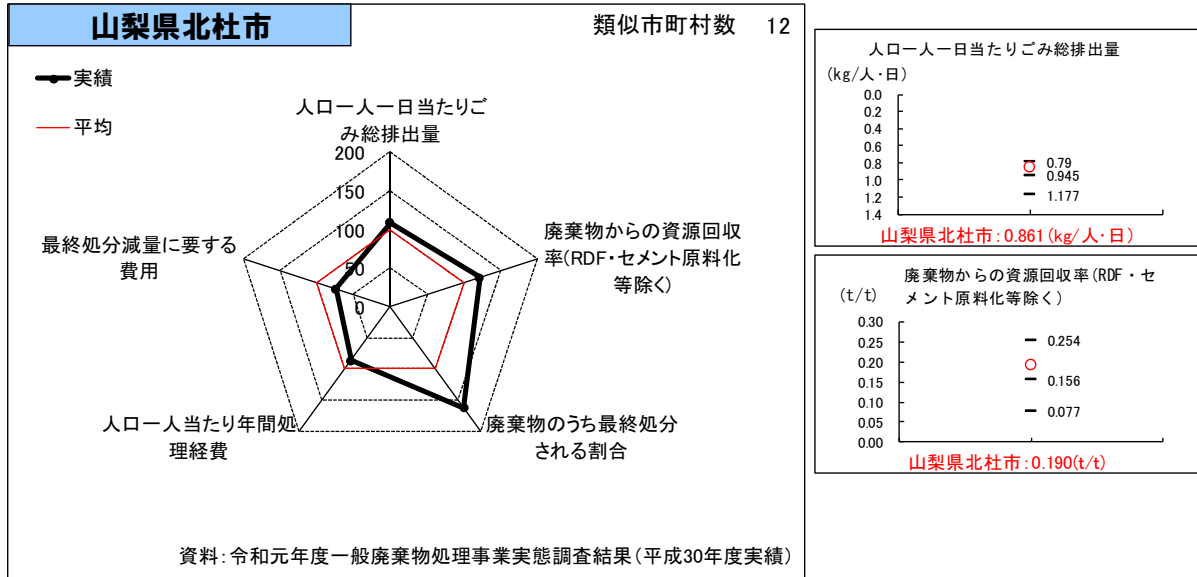 山梨県北杜市
類似市町村数 12
実績
平均
人口一人一日当たりご
み総排出量
200
150
100
50
0
廃棄物からの資源回収
率(RDF・セメント原料化
等除く)
廃棄物のうち最終処分
される割合
人口一人当たり年間処
理経費
最終処分減量に要する
費用
資料:令和元年度一般廃棄物処理事業実態調査結果(平成30年度実績)
人口一人一日当たりごみ総排出量
(kg/人・日)
0.0
0.2
0.4
0.6
0.8
1.0
1.2
1.4
0.79
0.945
1.177
山梨県北杜市:0.861(kg/人・日)
廃棄物からの資源回収率(RDF・セ
メント原料化等除く)
(t/t)
0.30
0.25
0.20
0.15
0.10
0.05
0.00
0.254
0.156
0.077
山梨県北杜市:0.190(t/t)